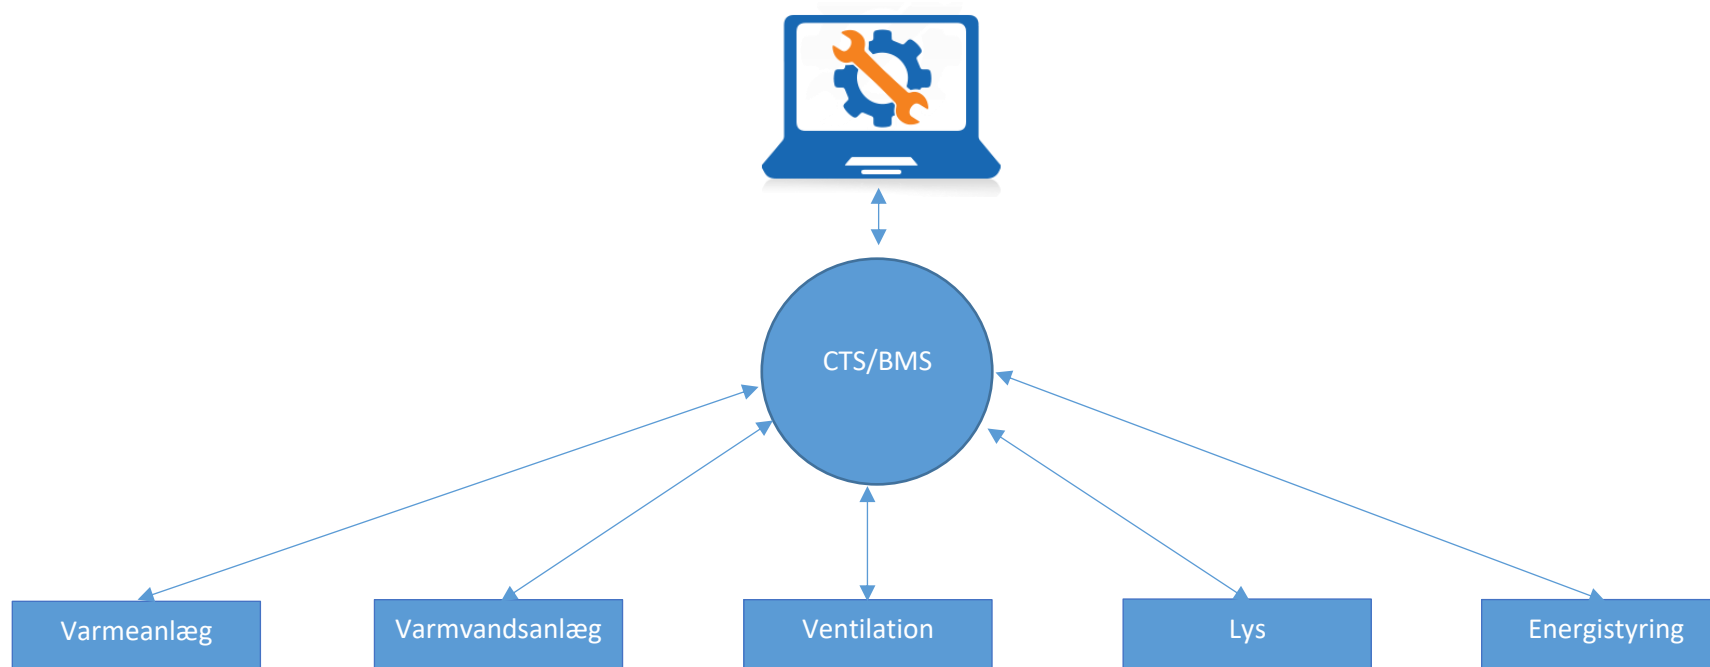 CTS/BMS
Varmeanlæg
Varmvandsanlæg
Ventilation
Lys
Energistyring